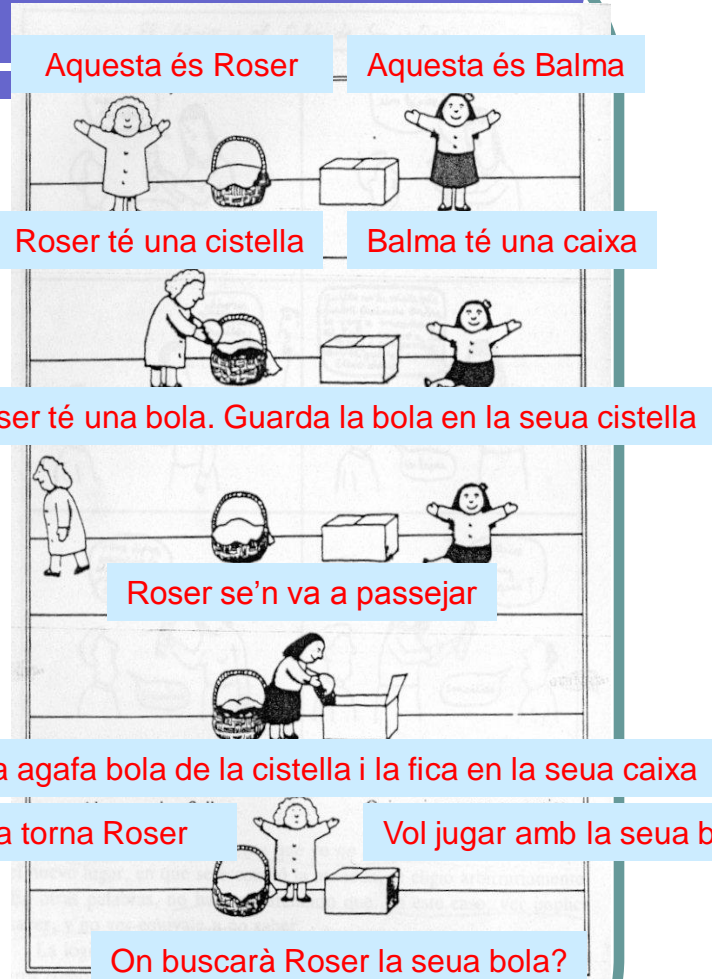 Aquesta és Roser
Aquesta és Balma
Roser té una cistella
Balma té una caixa
ser té una bola. Guarda la bola en la seua cistella
Roser se'n va a passejar
a agafa bola de la cistella i la fica en la seua caixa
a torna Roser
Vol jugar amb la seua b
On buscarà Roser la seua bola?